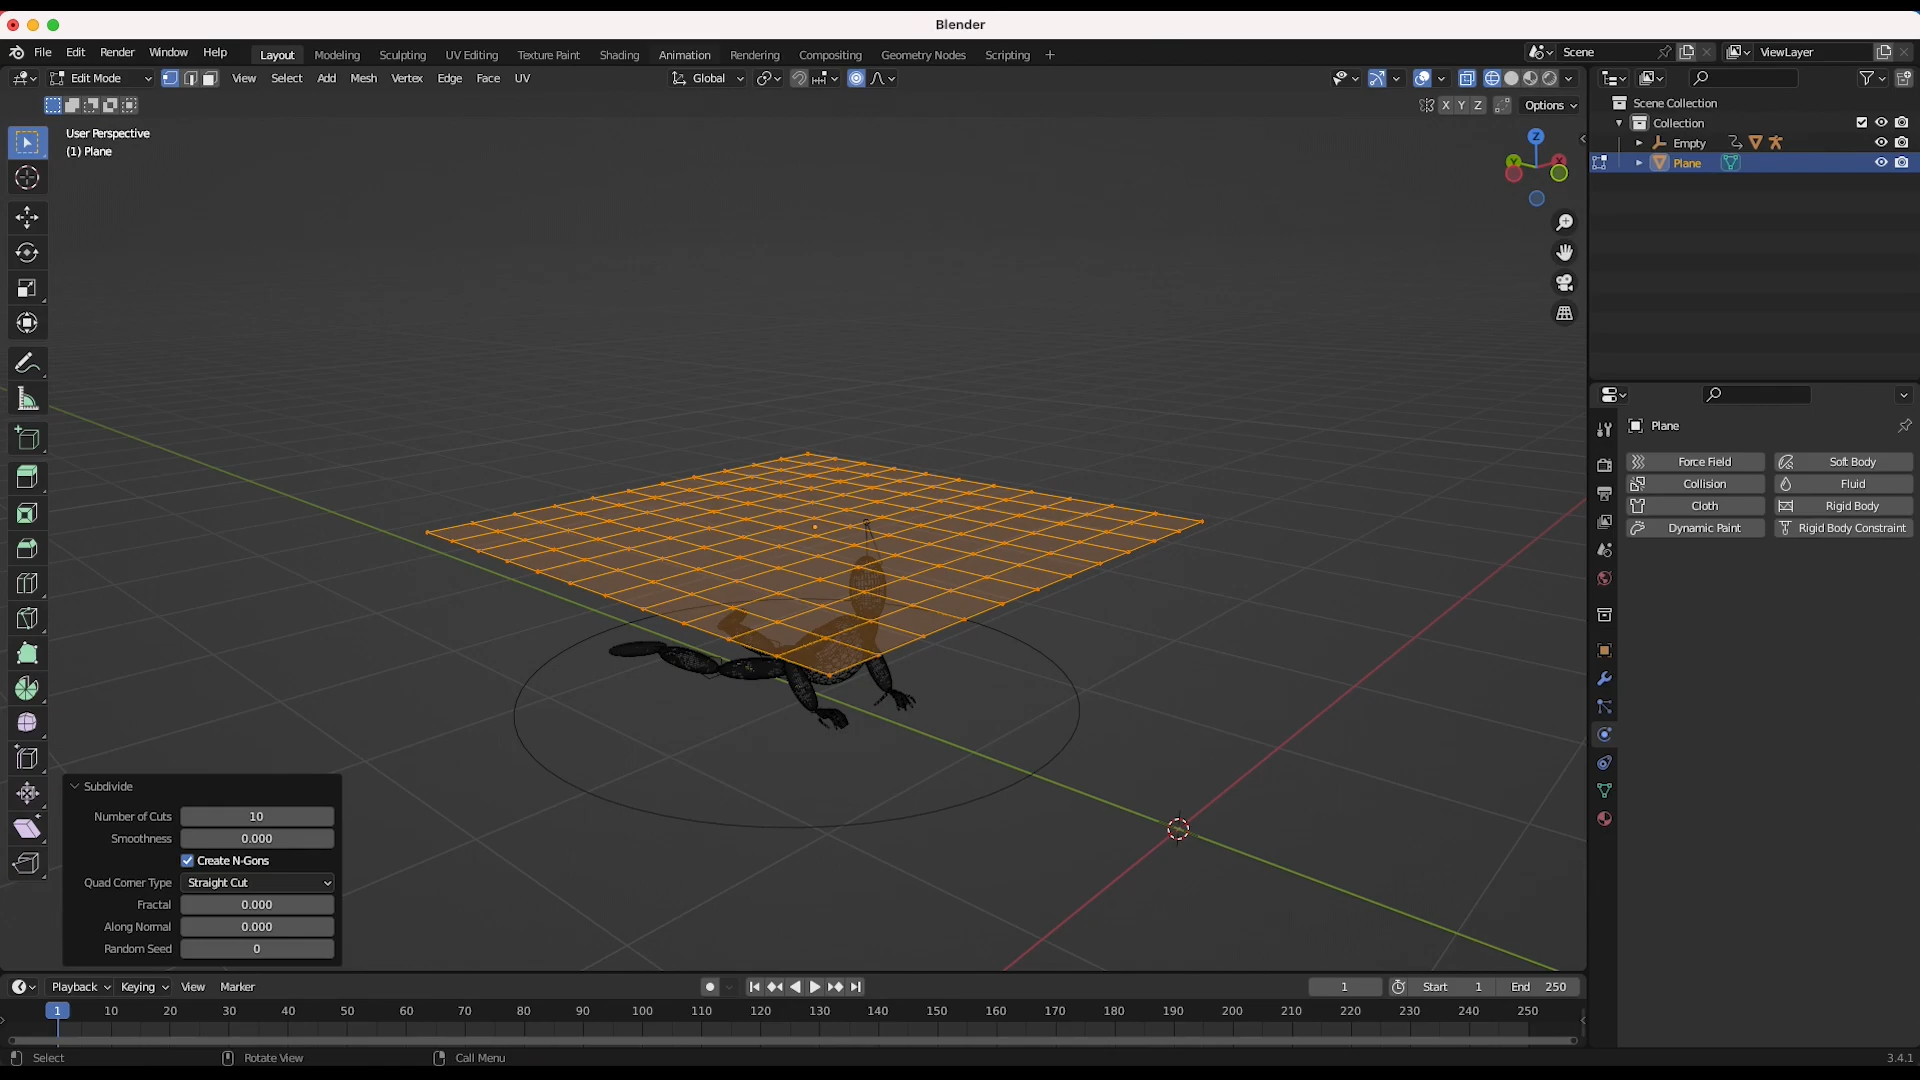 Blender
File Edit Render Window Help
Layout Modeling Sculpting UV Editing Texture Paint Shading Animation Rendering Compositing Geometry Nodes Scripting +
Scene
ViewLayer
Edit Mode View Select Add Mesh Vertex Edge Face UV
Global
X Y Z Options
User Perspective
(1) Plane
Z
Y X
Scene Collection
Collection
Empty
Plane
Plane
Force Field Soft Body
Collision Fluid
Cloth Rigid Body
Dynamic Paint Rigid Body Constraint
Subdivide
Number of Cuts 10
Smoothness 0.000
Create N-Gons
Quad Corner Type Straight Cut
Fractal 0.000
Along Normal 0.000
Random Seed 0
Playback Keying View Marker
1 Start 1 End 250
1 10 20 30 40 50 60 70 80 90 100 110 120 130 140 150 160 170 180 190 200 210 220 230 240 250
Select Rotate View Call Menu
3.4.1